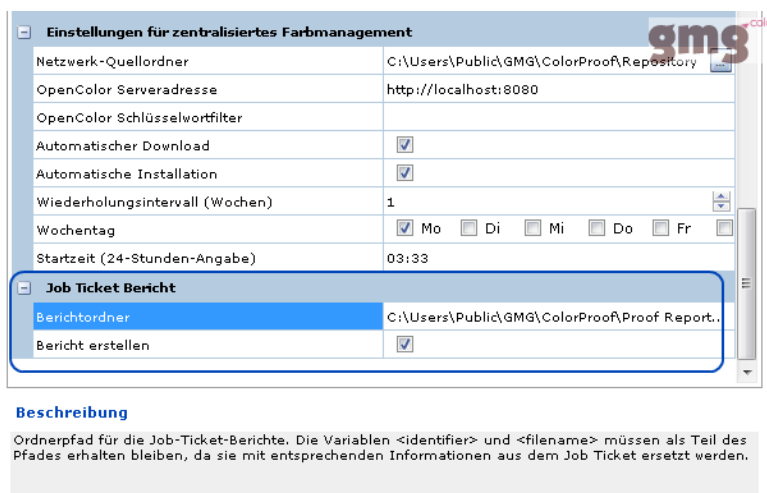 Einstellungen für zentralisiertes Farbmanagement
gmg color
Netzwerk-Quellordner C:\Users\Public\GMG\ColorProof\Repository ...
OpenColor Serveradresse http://localhost:8080
OpenColor Schlüsselwortfilter
Automatischer Download
Automatische Installation
Wiederholungsintervall (Wochen) 1
Wochentag Mo Di Mi Do Fr
Startzeit (24-Stunden-Angabe) 03:33
Job Ticket Bericht
Berichtordner C:\Users\Public\GMG\ColorProof\Proof Report..
Bericht erstellen
Beschreibung
Ordnerpfad für die Job-Ticket-Berichte. Die Variablen <identifier> und <filename> müssen als Teil des
Pfades erhalten bleiben, da sie mit entsprechenden Informationen aus dem Job Ticket ersetzt werden.